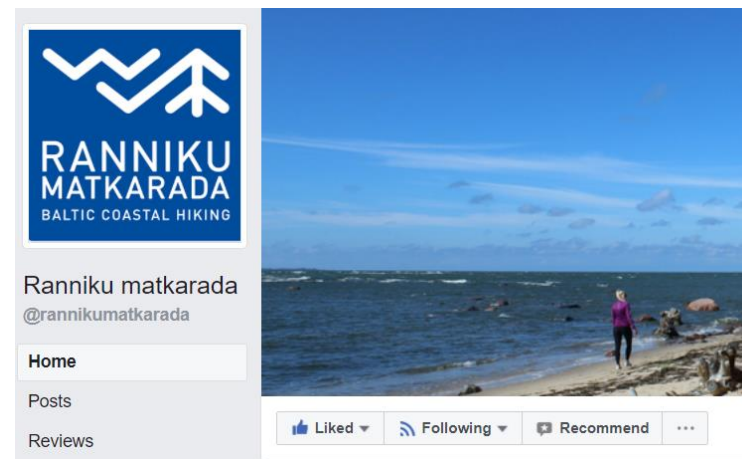 RANNIKU
MATKARADA
BALTIC COASTAL HIKING
Ranniku matkarada
@rannikumatkarada
Home
Posts
Reviews
Liked
Following
Recommend